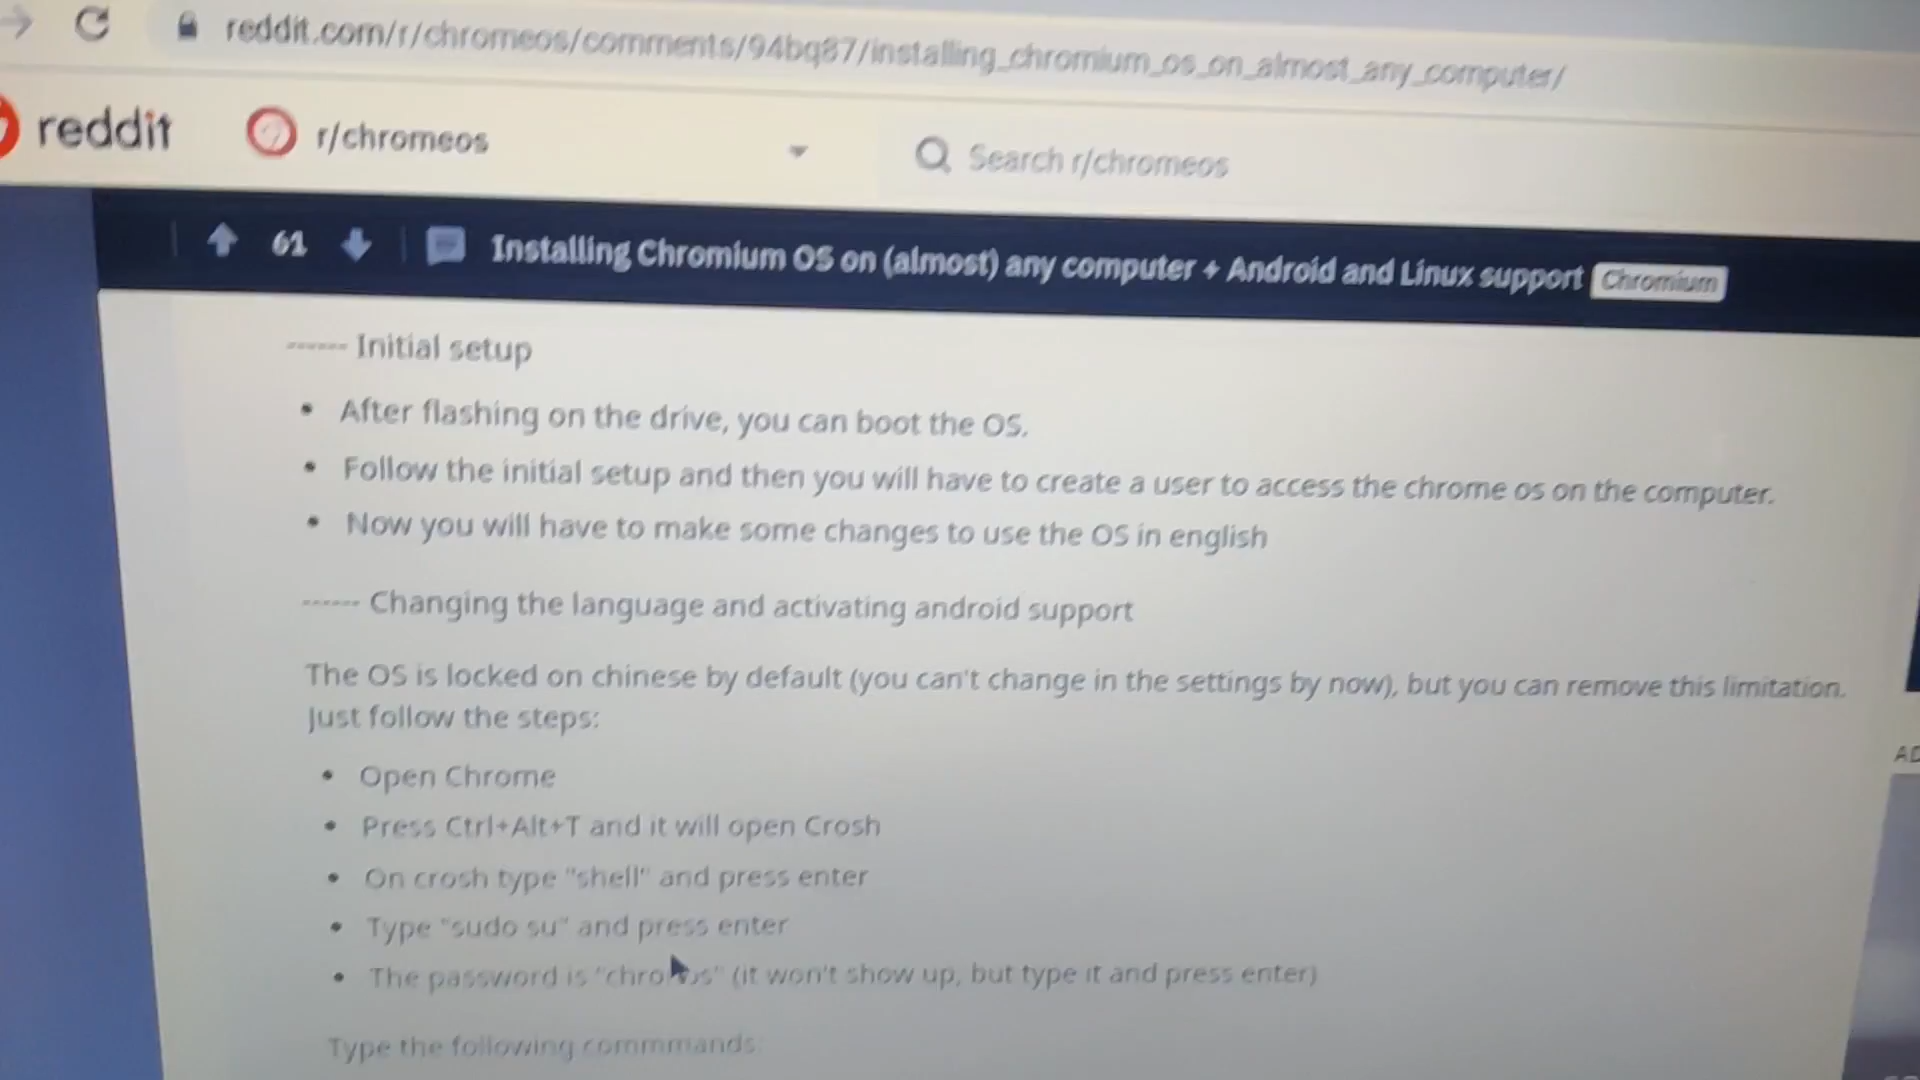 reddit.com/r/chromeos/comments/94bq87/installing_chromium_os_on_almost_any_computer/
reddit
r/chromeos
Search r/chromeos
61
Installing Chromium OS on (almost) any computer + Android and Linux support
Chromium
------ Initial setup
• After flashing on the drive, you can boot the OS.
• Follow the initial setup and then you will have to create a user to access the chrome os on the computer.
• Now you will have to make some changes to use the OS in english
------ Changing the language and activating android support
The OS is locked on chinese by default (you can't change in the settings by now), but you can remove this limitation.
Just follow the steps:
• Open Chrome
• Press Ctrl+Alt+T and it will open Crosh
• On crosh type "shell" and press enter
• Type "sudo su" and press enter
• The password is (it won't show up, but type it and press enter)
Type the following commmands: